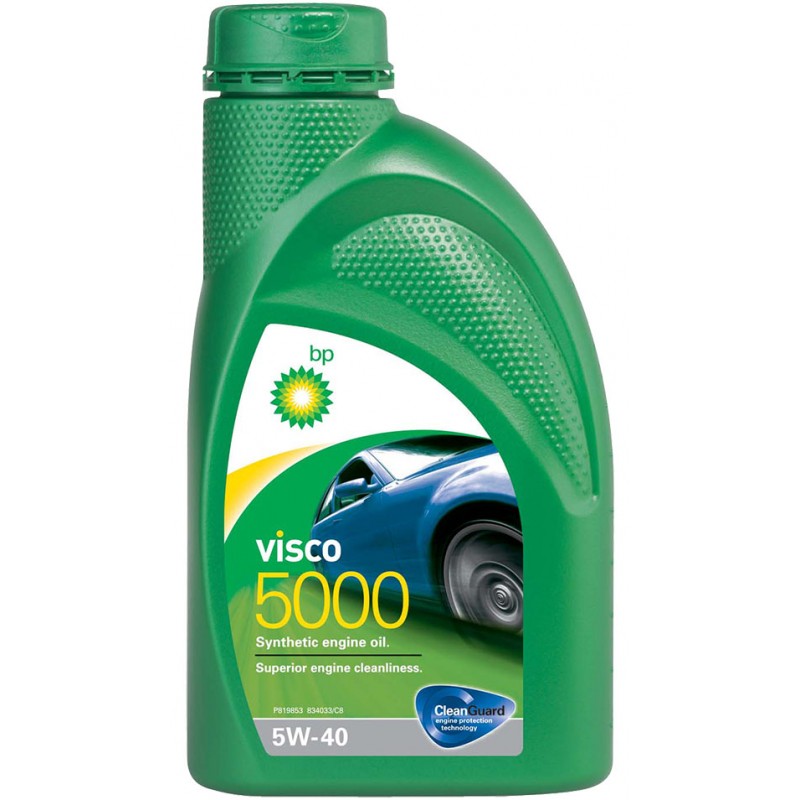 bp
visco
5000
Synthetic engine oil.
Superior engine cleanliness.
P819853 834033/C8
5W-40
CleanGuard
engine protection
technology